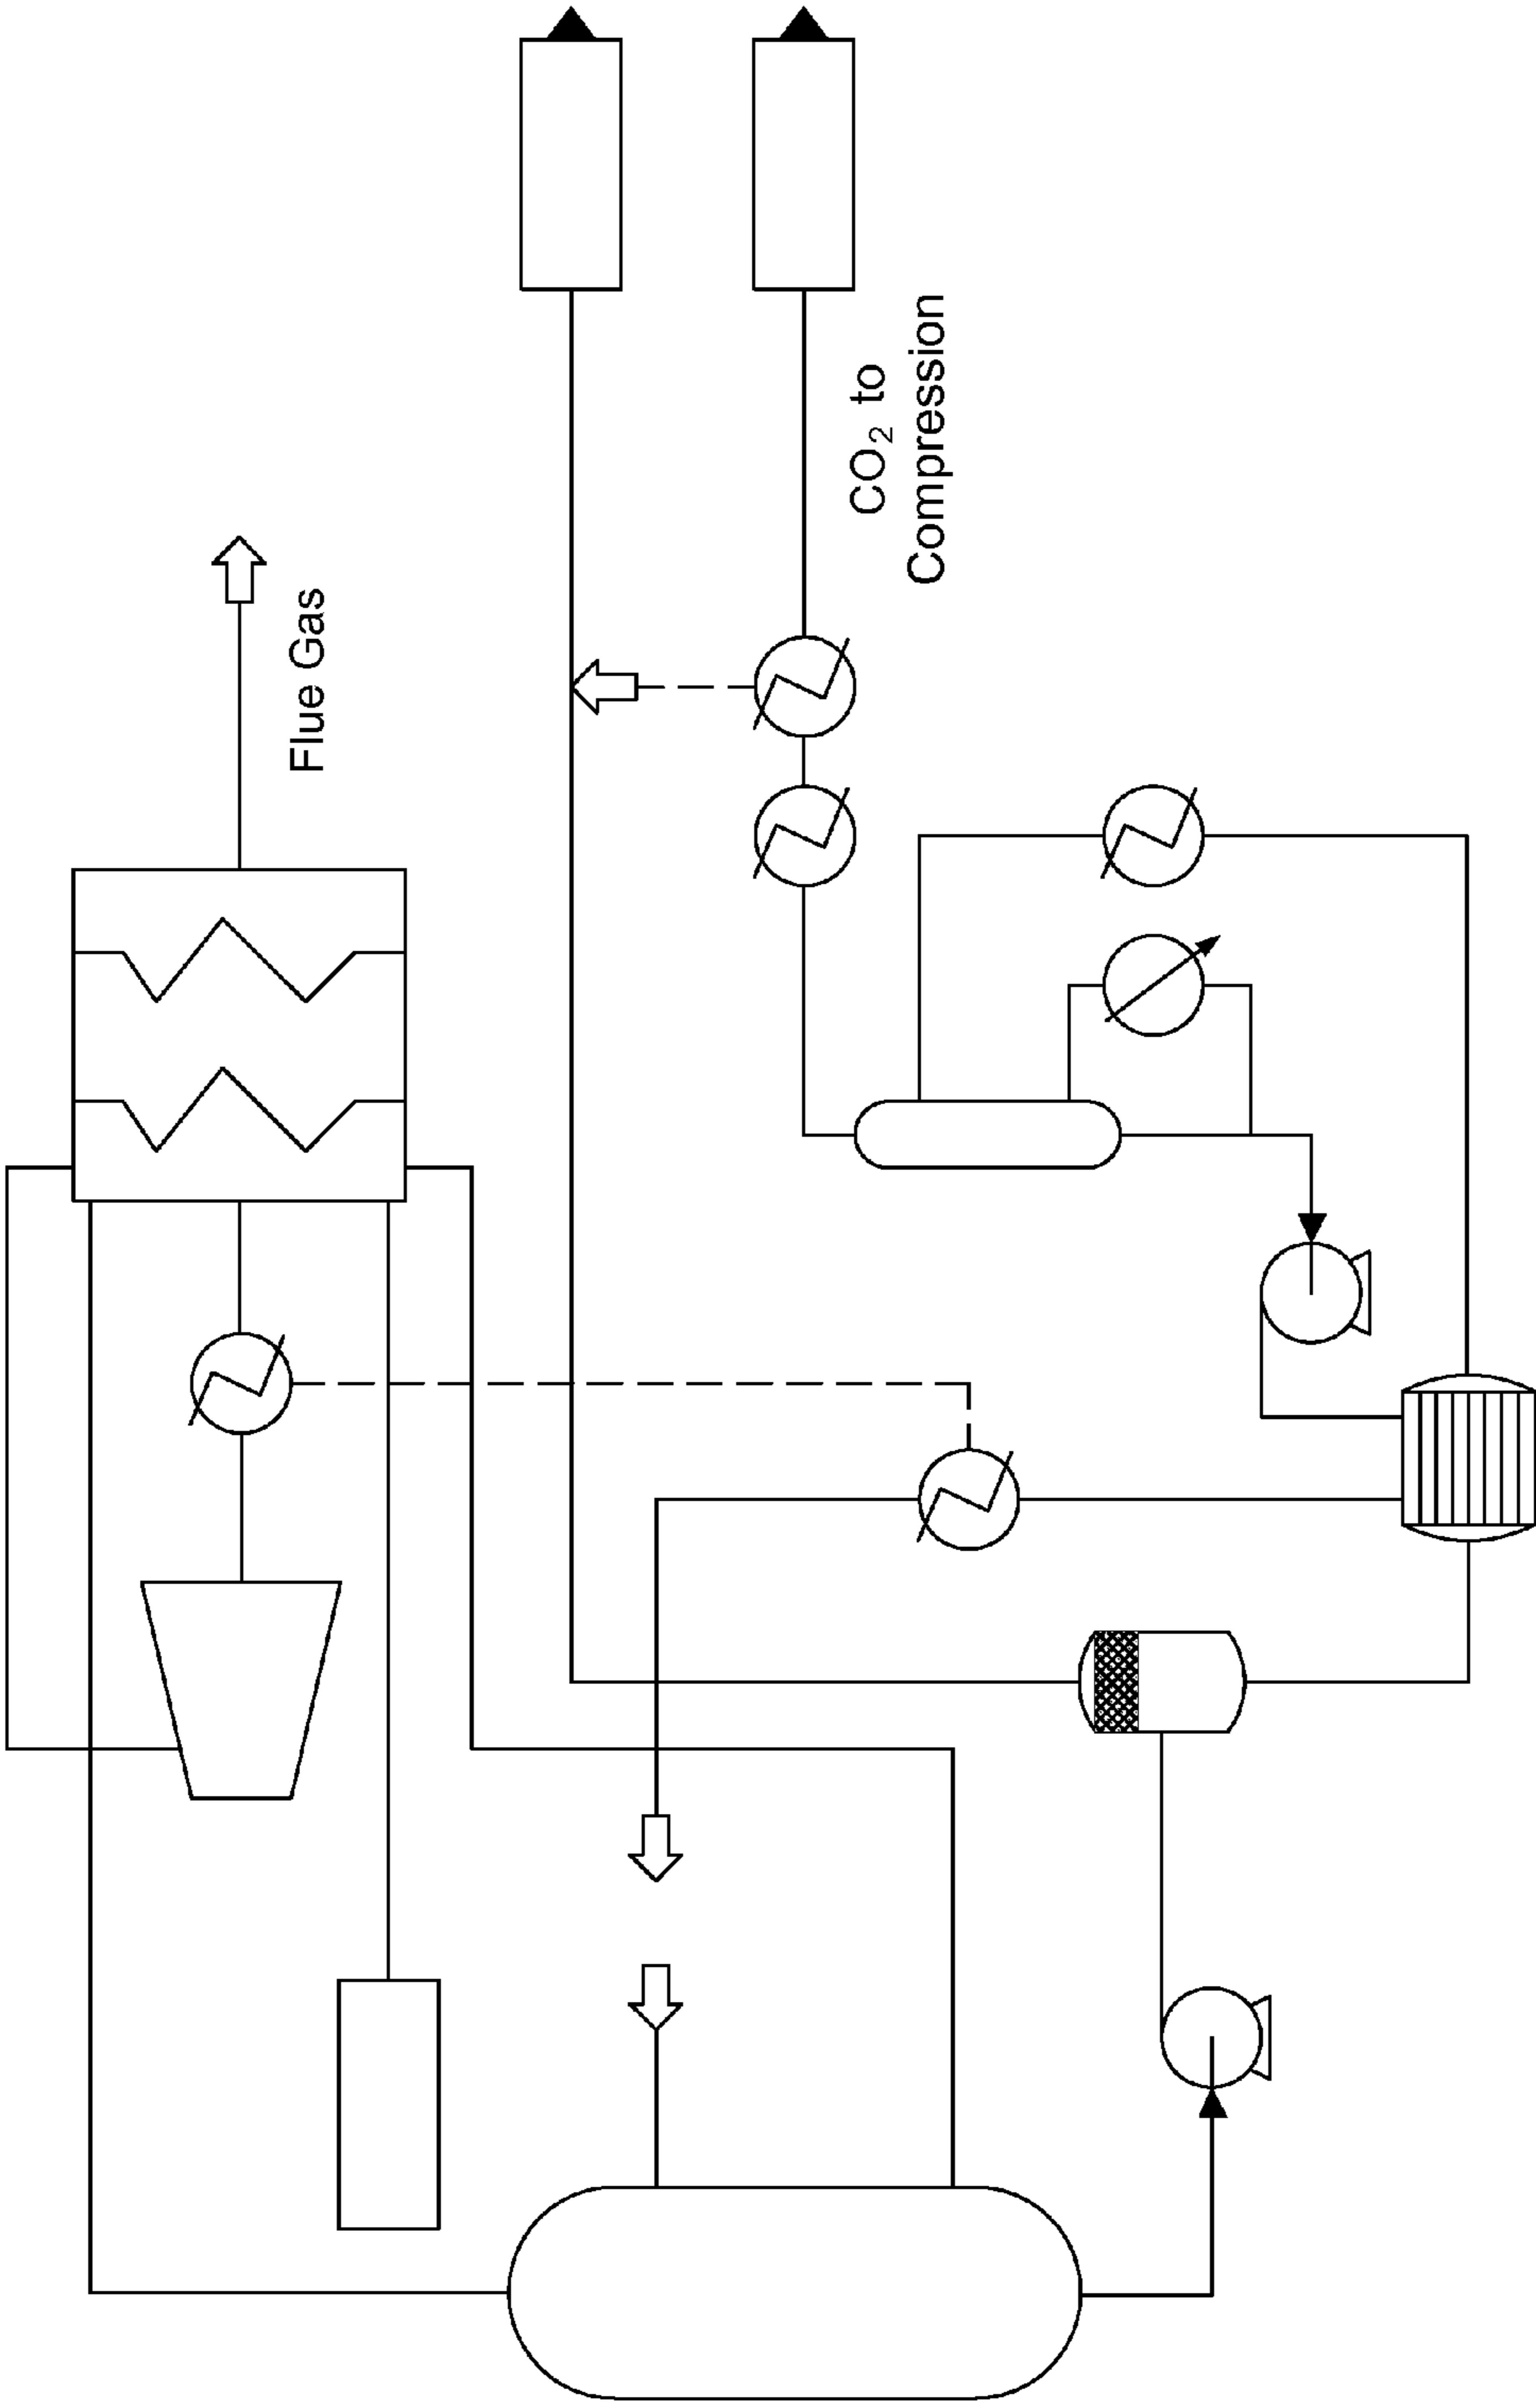 Flue Gas
CO₂ to
Compression